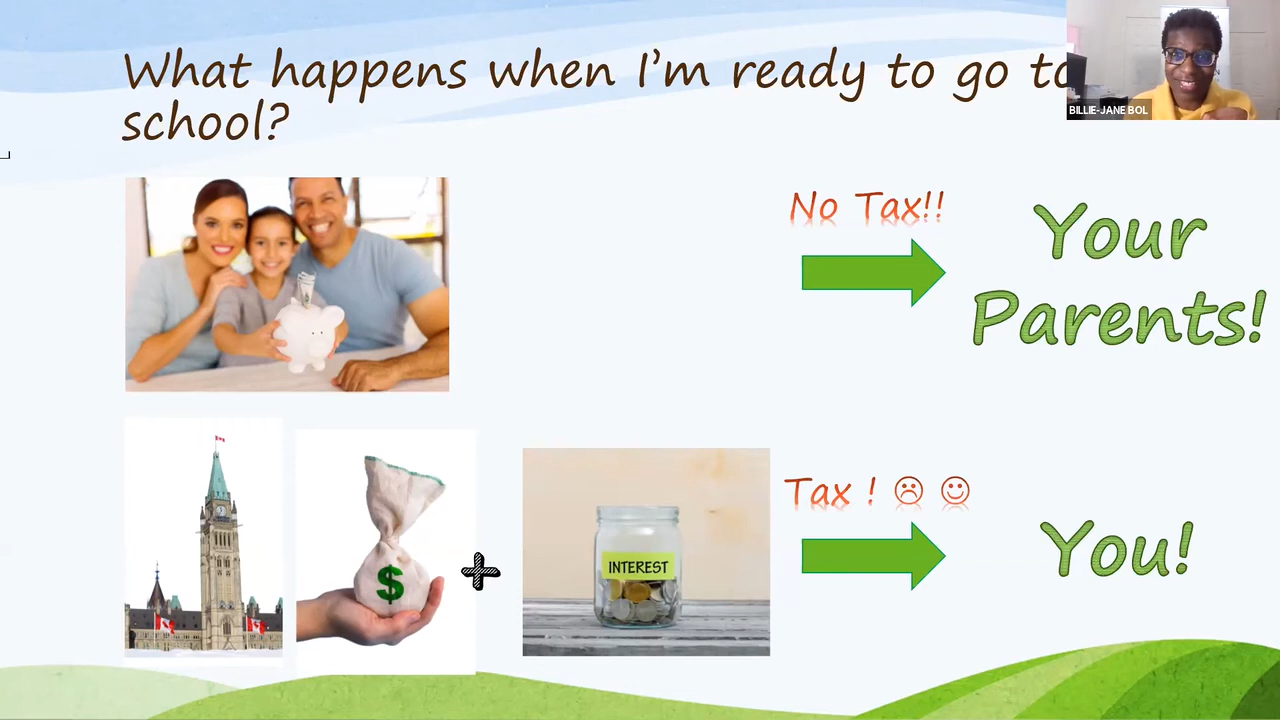 What happens when I'm ready to go to
school?
BILLIE-JANE BOL
No Tax!!
Your
Parents!
$
INTEREST
Tax ! ☹ ☺
You!